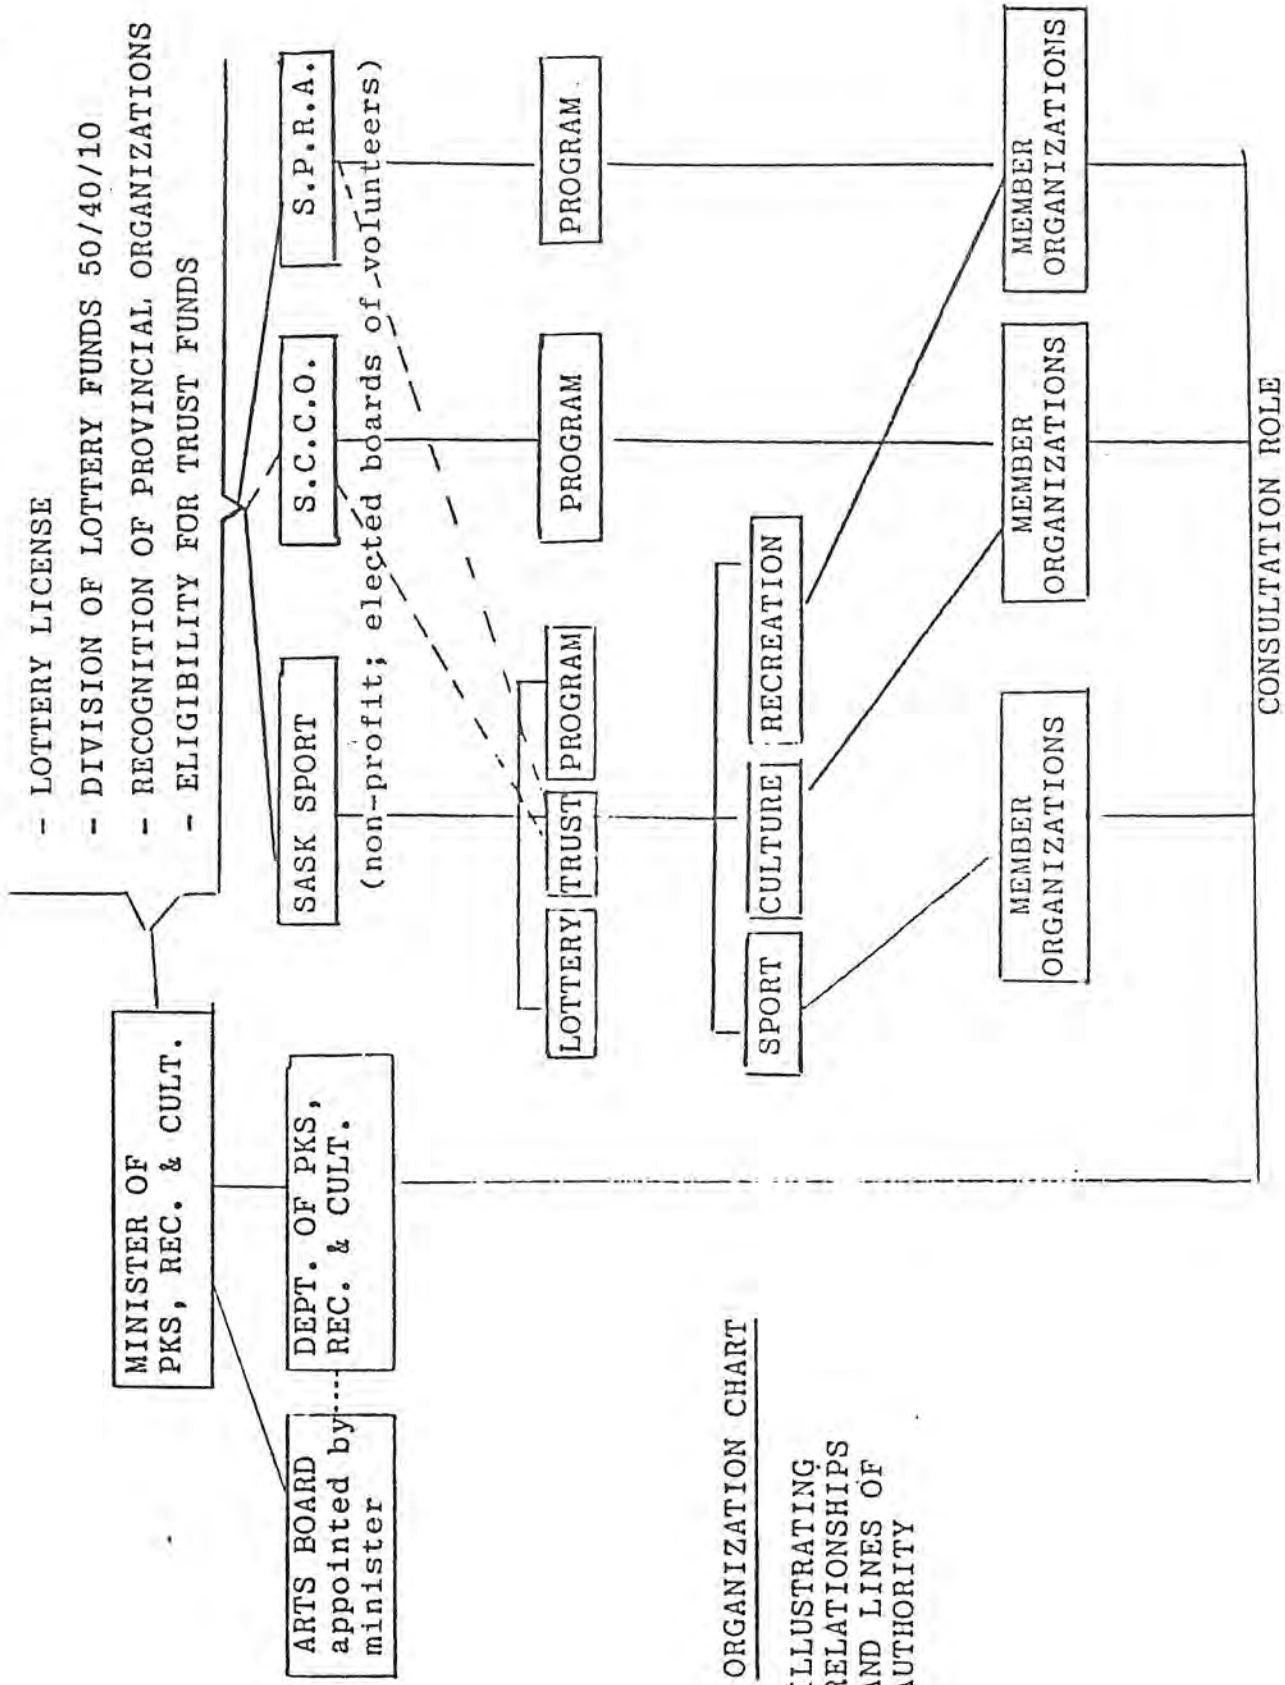 - LOTTERY LICENSE
- DIVISION OF LOTTERY FUNDS 50/40/10
- RECOGNITION OF PROVINCIAL ORGANIZATIONS
- ELIGIBILITY FOR TRUST FUNDS
MINISTER OF
PKS, REC. & CULT.
ARTS BOARD
appointed by
minister
DEPT. OF PKS,
REC. & CULT.
SASK SPORT
S.C.C.O.
S.P.R.A.
(non-profit; elected boards of volunteers)
LOTTERY
TRUST
PROGRAM
PROGRAM
PROGRAM
SPORT
CULTURE
RECREATION
MEMBER
ORGANIZATIONS
MEMBER
ORGANIZATIONS
MEMBER
ORGANIZATIONS
CONSULTATION ROLE
ORGANIZATION CHART
ILLUSTRATING
RELATIONSHIPS
AND LINES OF
AUTHORITY